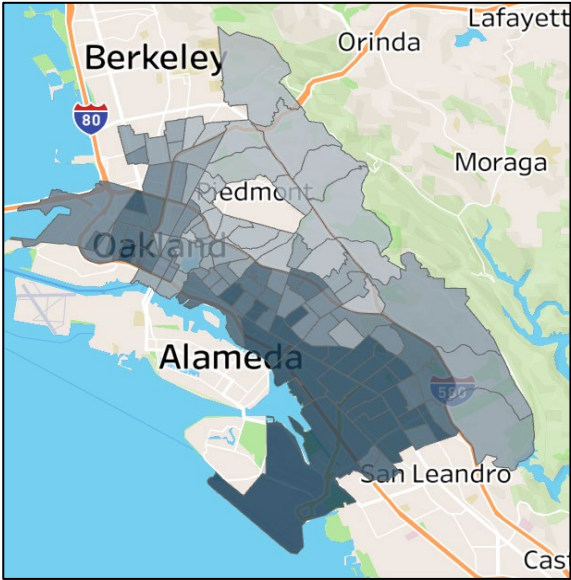 Lafayett
Orinda
Berkeley
80
Moraga
Piedmont
Oakland
Alameda
580
San Leandro
Cast